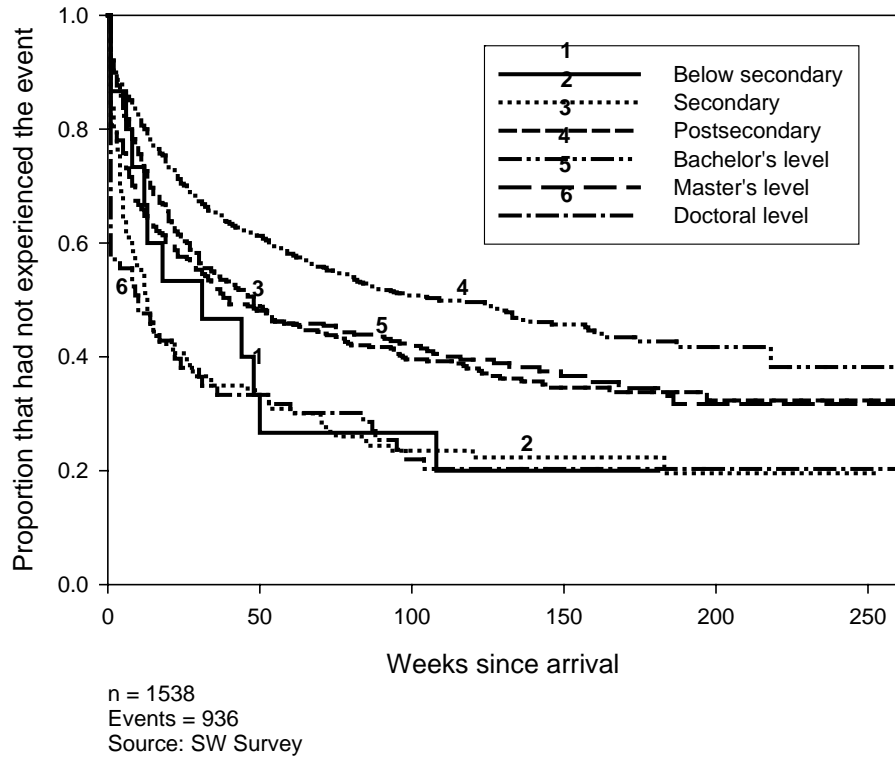 Proportion that had not experienced the event
1.0
0.8
0.6
0.4
0.2
0.0
1
Below secondary
2
Secondary
3
Postsecondary
4
Bachelor's level
5
Master's level
6
Doctoral level
4
3
5
6
1
2
0 50 100 150 200 250
Weeks since arrival
n = 1538
Events = 936
Source: SW Survey